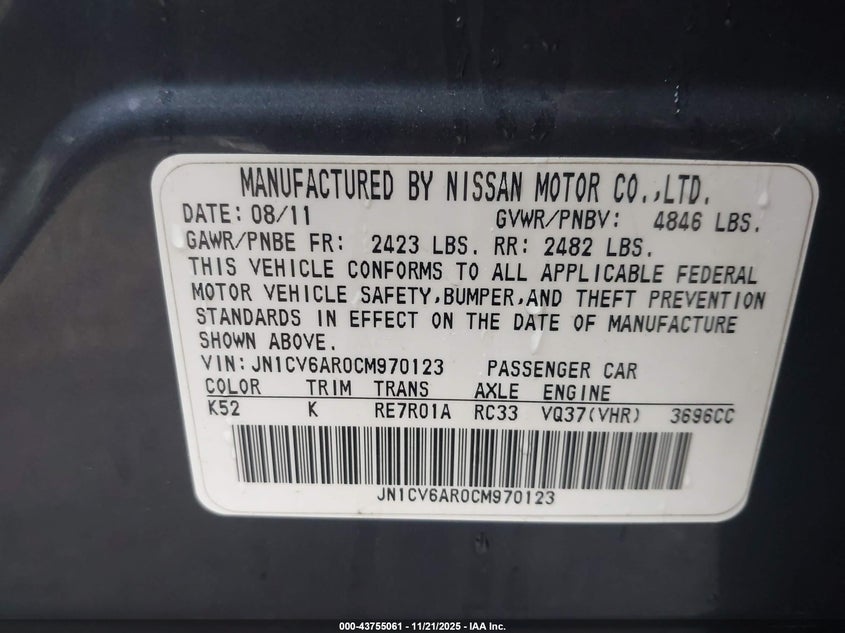 MANUFACTURED BY NISSAN MOTOR CO.,LTD.
DATE: 08/11 GVWR/PNBV: 4846 LBS.
GAWR/PNBE FR: 2423 LBS. RR: 2482 LBS.
THIS VEHICLE CONFORMS TO ALL APPLICABLE FEDERAL
MOTOR VEHICLE SAFETY,BUMPER,AND THEFT PREVENTION
STANDARDS IN EFFECT ON THE DATE OF MANUFACTURE
SHOWN ABOVE.
VIN: JN1CV6AR0CM970123 PASSENGER CAR
COLOR TRIM TRANS AXLE ENGINE
K52 K RE7R01A RC33 VQ37(VHR) 3696CC
JN1CV6AR0CM970123
000-43755061 - 11/21/2025 - IAA Inc.